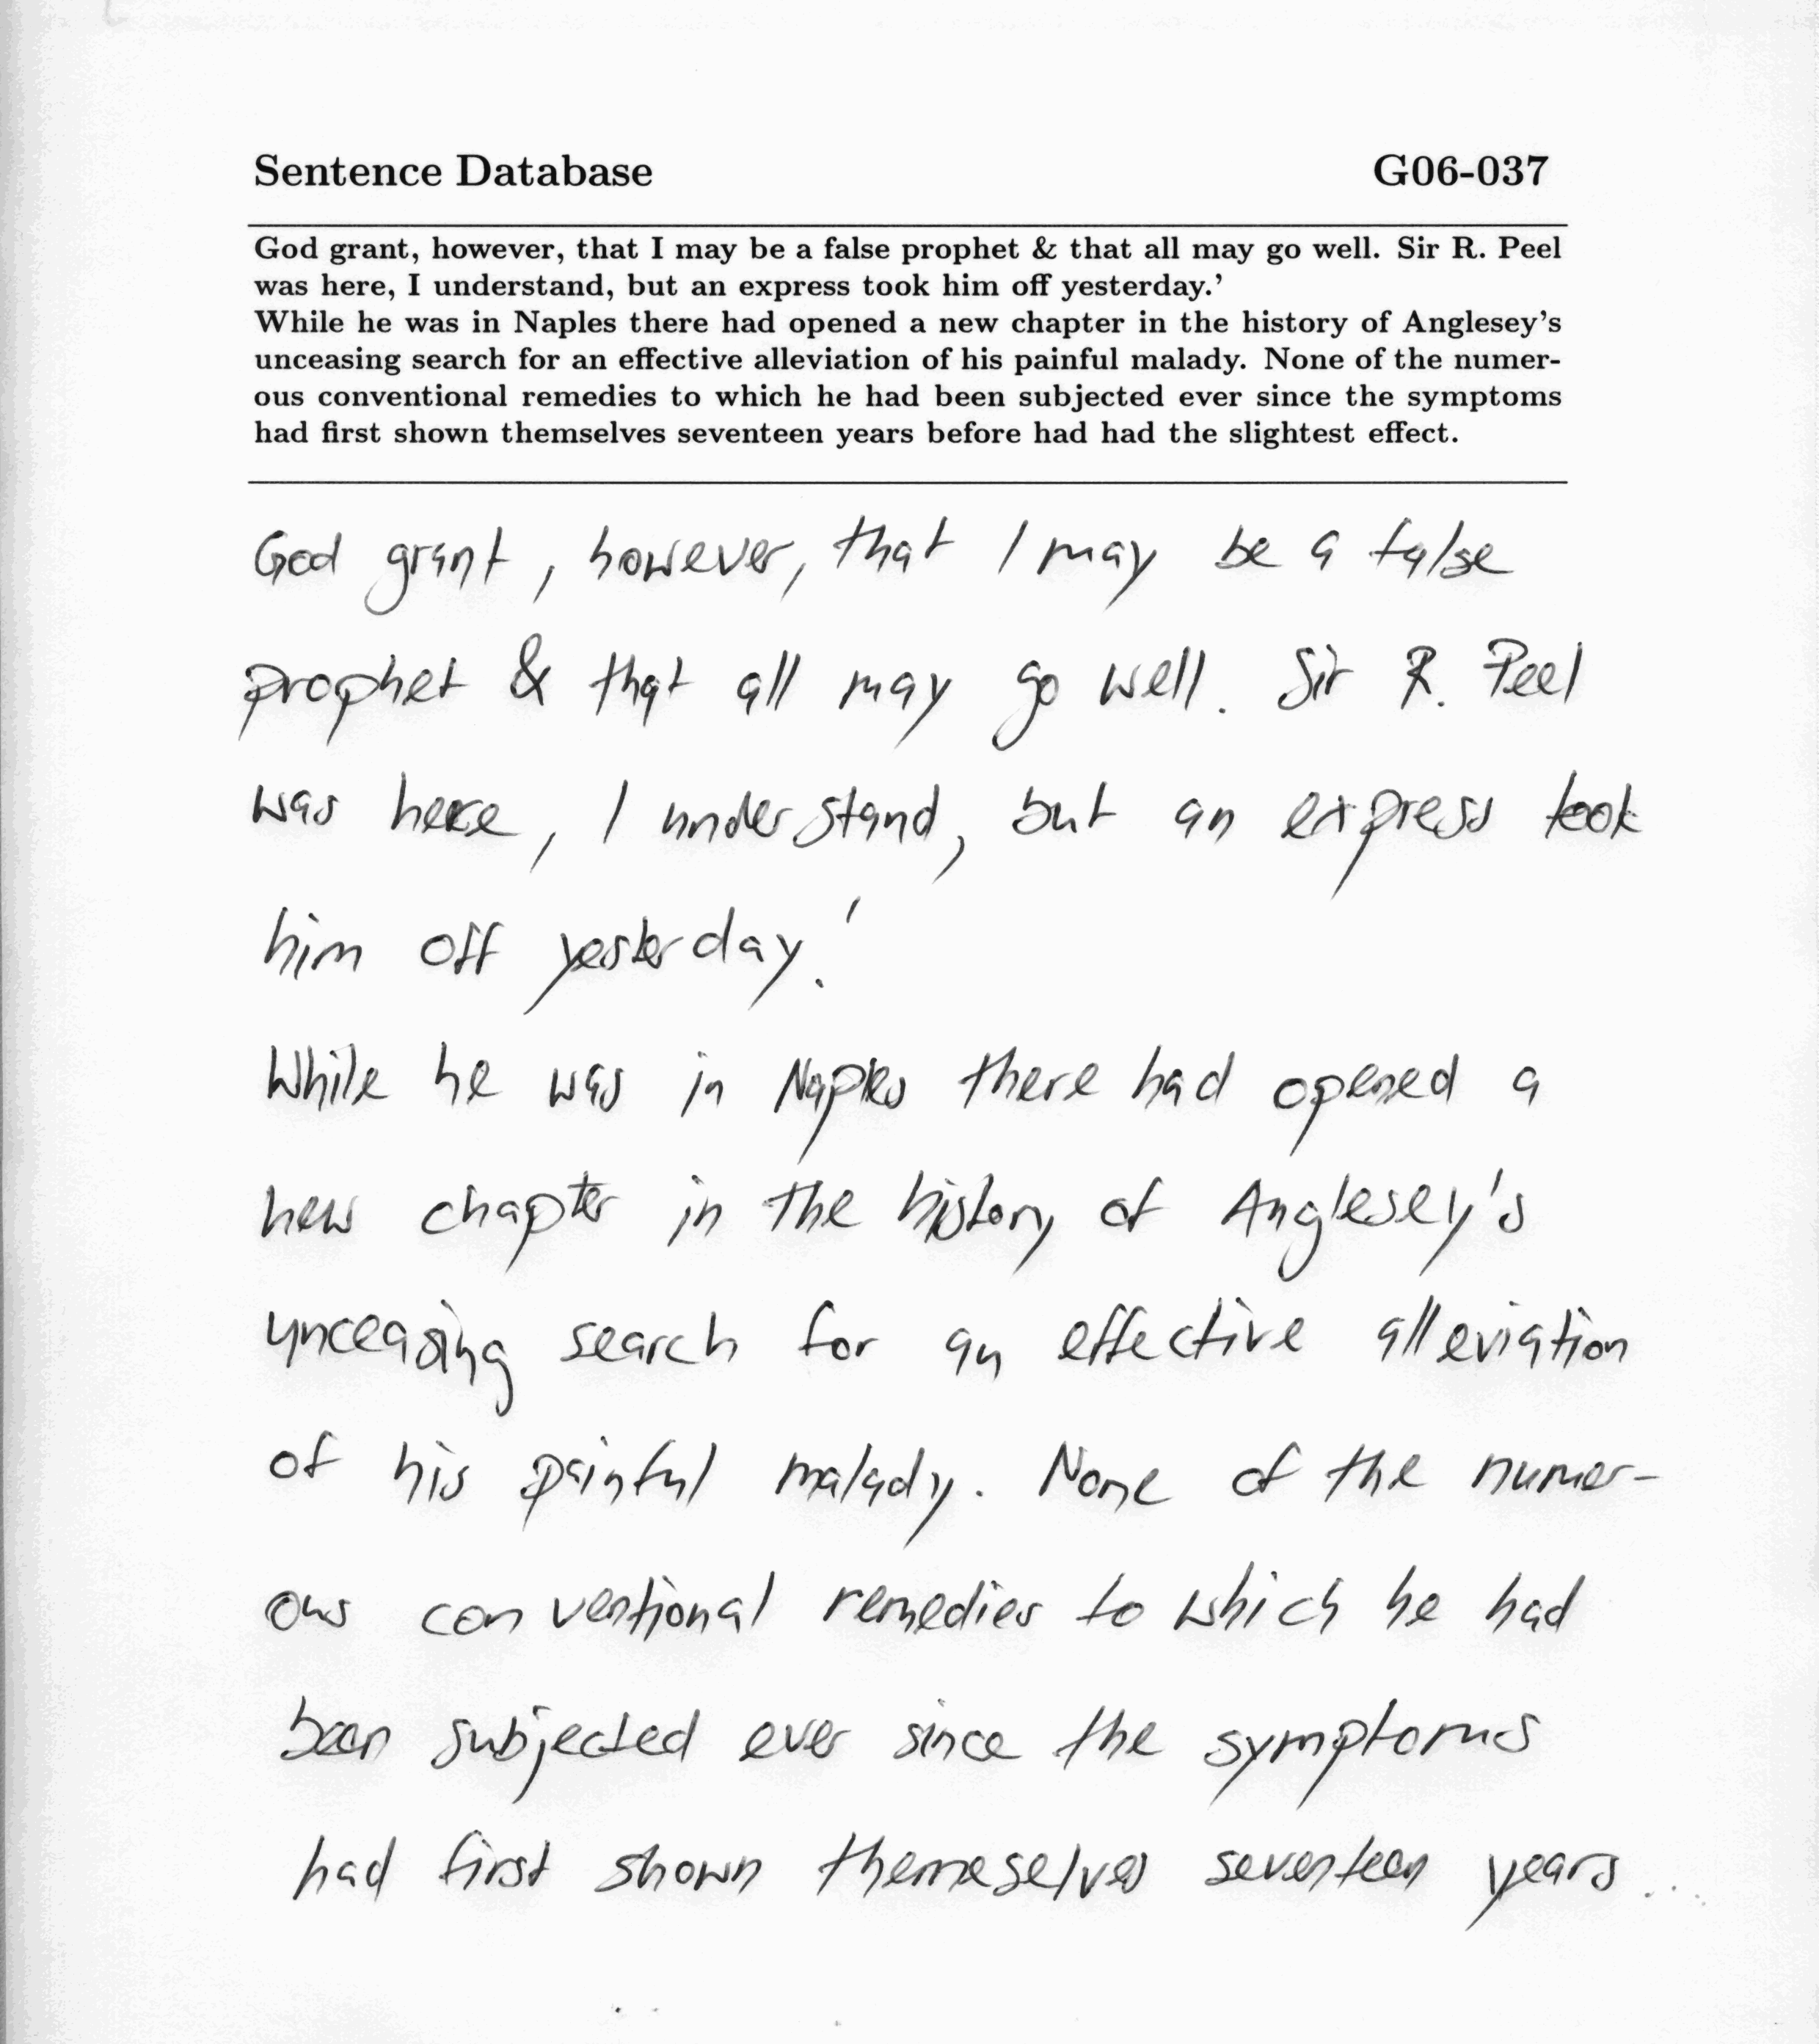 Sentence Database G06-037
God grant, however, that I may be a false prophet & that all may go well. Sir R. Peel
was here, I understand, but an express took him off yesterday.'
While he was in Naples there had opened a new chapter in the history of Anglesey's
unceasing search for an effective alleviation of his painful malady. None of the numer-
ous conventional remedies to which he had been subjected ever since the symptoms
had first shown themselves seventeen years before had had the slightest effect.
God grant, however, that I may be a false
prophet & that all may go well. Sir R. Peel
was here, I understand, but an express took
him off yesterday.'
While he was in Naples there had opened a
new chapter in the history of Anglesey's
unceasing search for an effective alleviation
of his painful malady. None of the numer-
ous conventional remedies to which he had
been subjected ever since the symptoms
had first shown themeselves seventeen years...